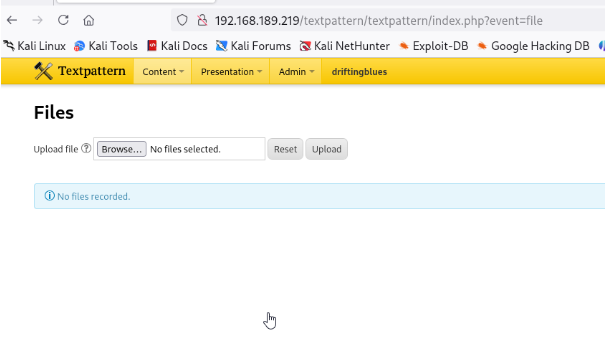 192.168.189.219/textpattern/textpattern/index.php?event=file
Kali Linux Kali Tools Kali Docs Kali Forums Kali NetHunter Exploit-DB Google Hacking DB
Textpattern Content Presentation Admin driftingblues
Files
Upload file ? Browse... No files selected. Reset Upload
No files recorded.